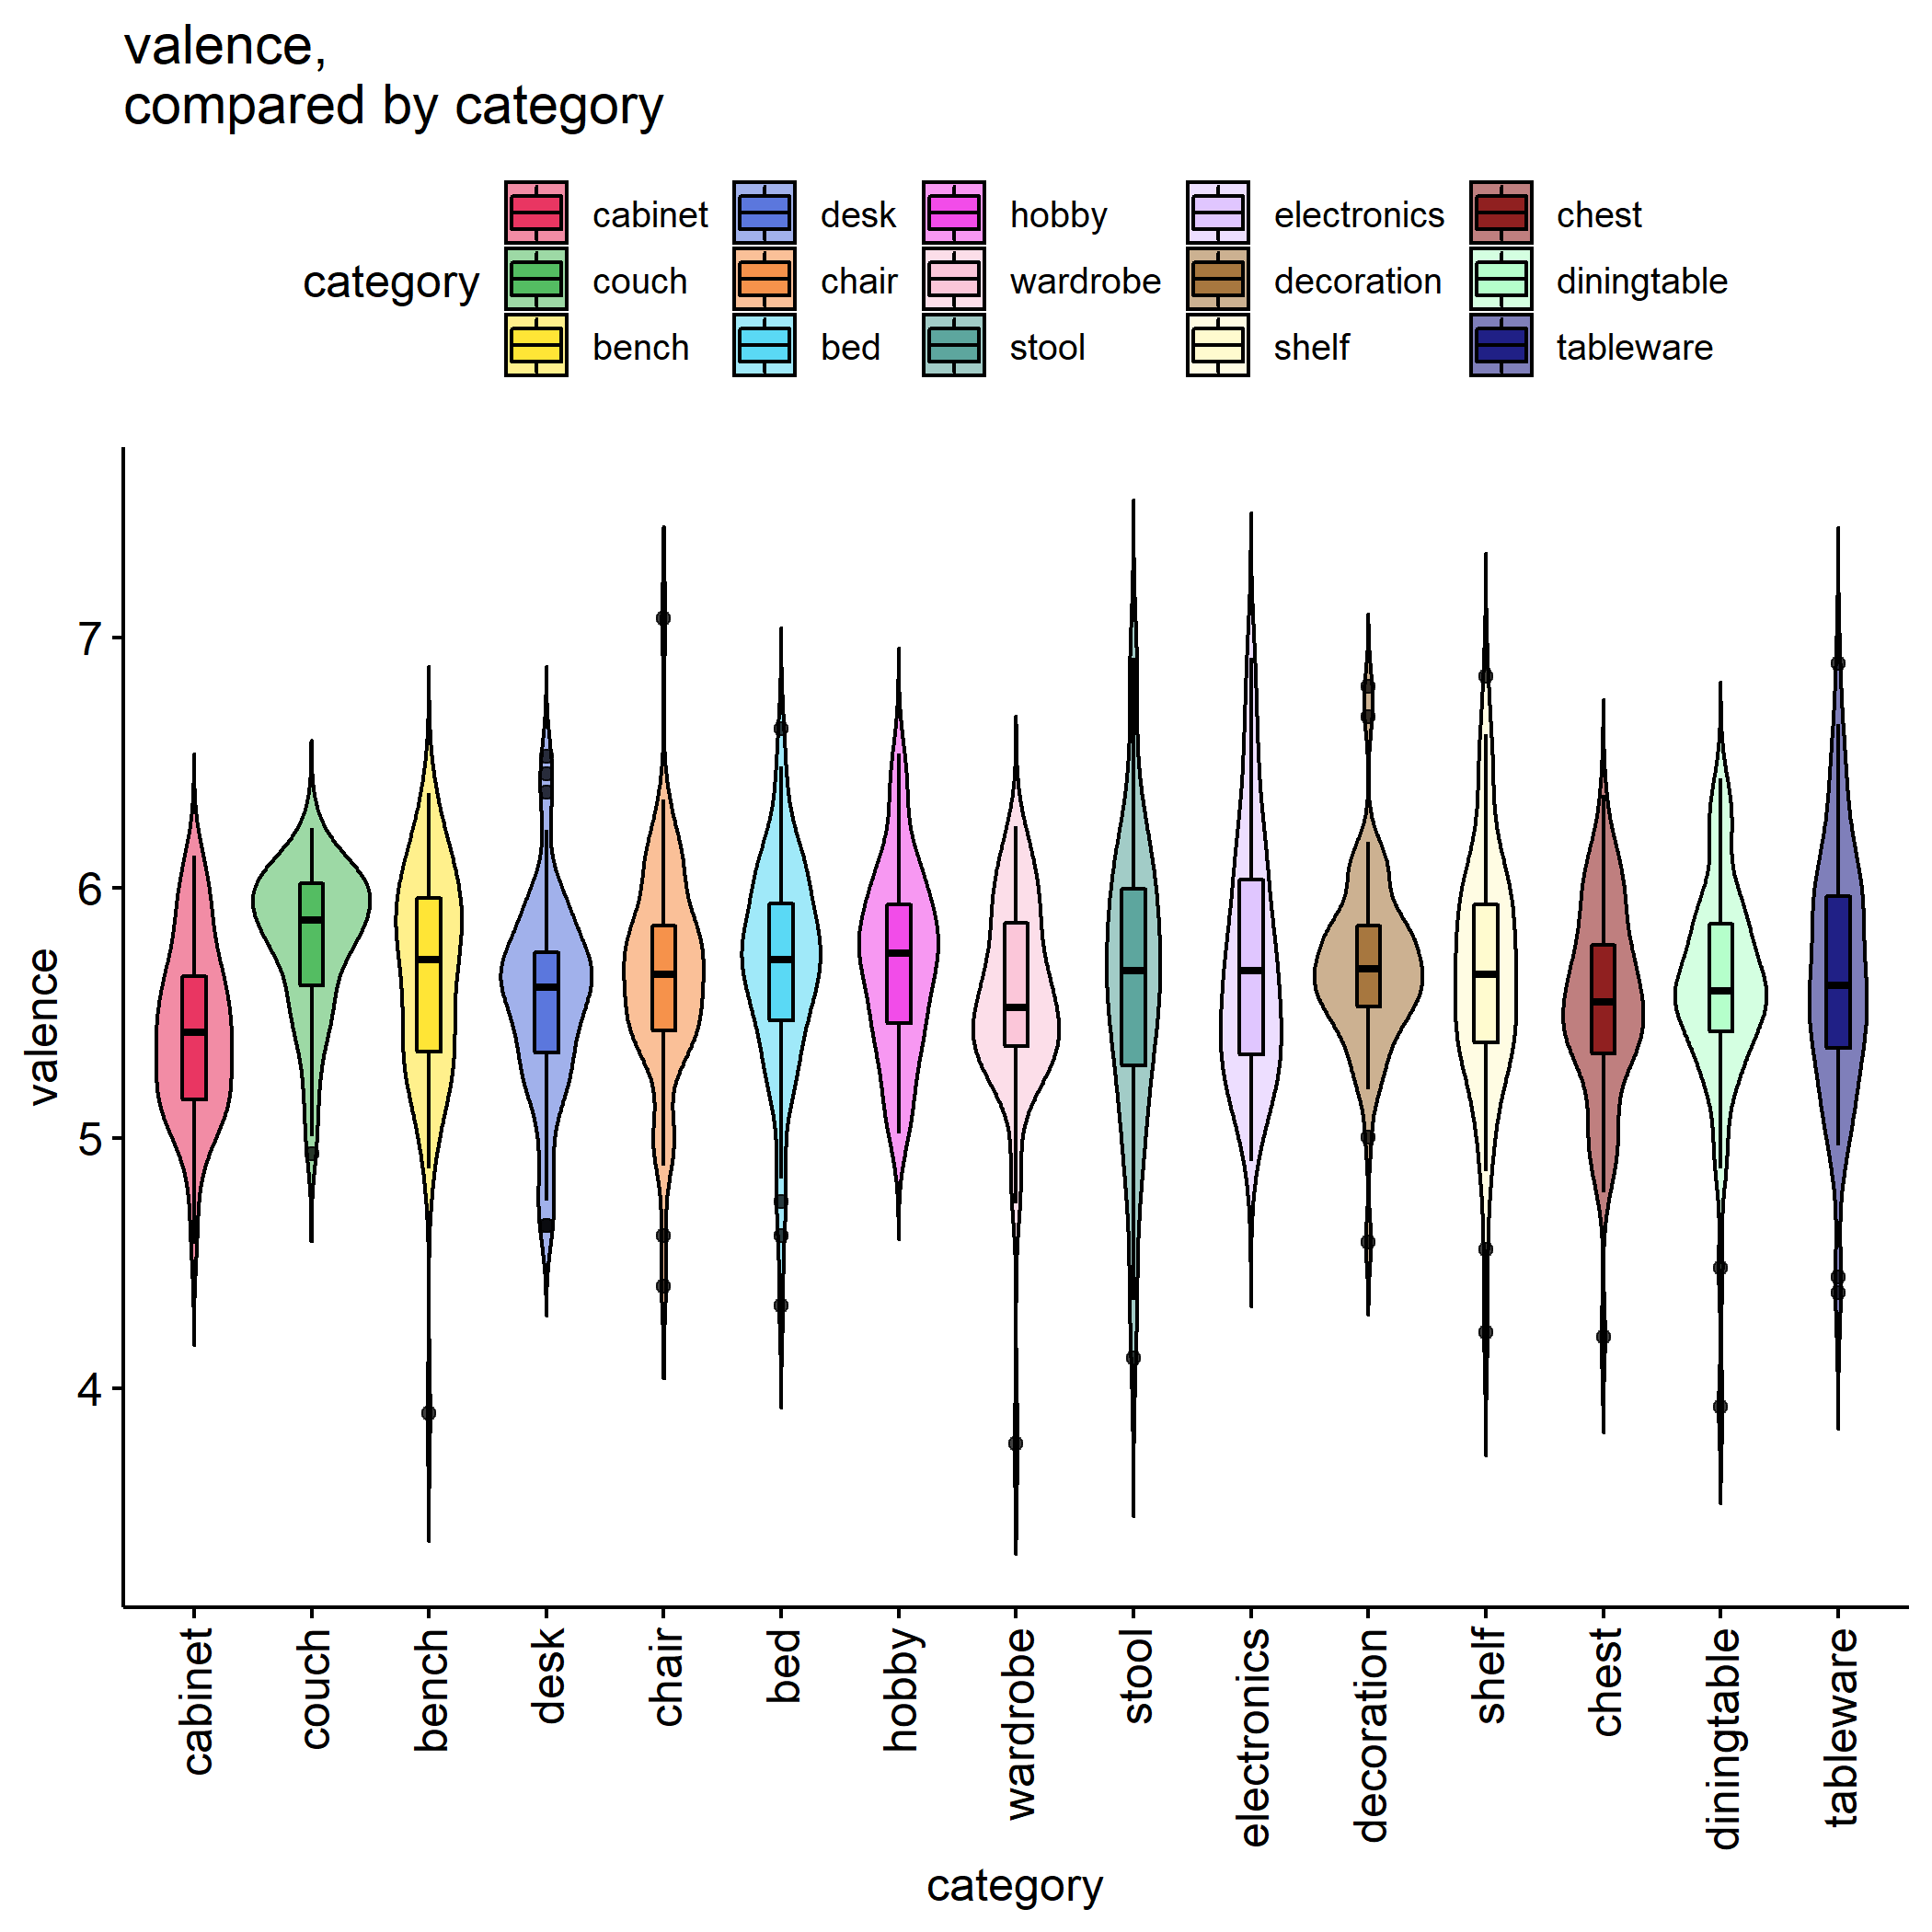 valence,
compared by category
category
cabinet desk hobby electronics chest
couch chair wardrobe decoration diningtable
bench bed stool shelf tableware
valence
7
6
5
4
cabinet
couch
bench
desk
chair
bed
hobby
wardrobe
stool
electronics
decoration
shelf
chest
diningtable
tableware
category